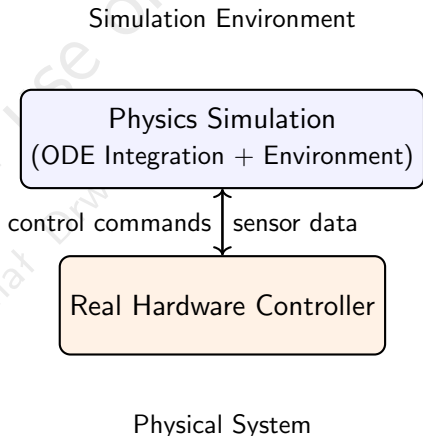 Simulation Environment
Physics Simulation
(ODE Integration + Environment)
control commands sensor data
Real Hardware Controller
Physical System